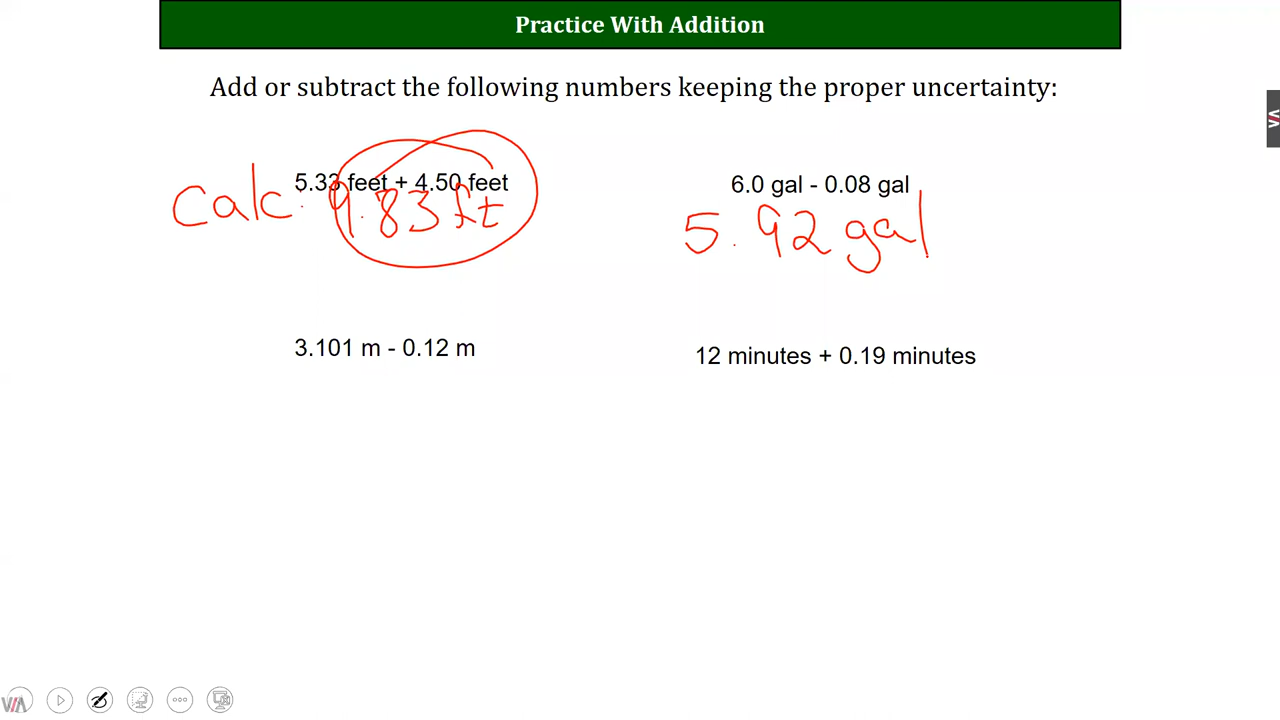 Practice With Addition
Add or subtract the following numbers keeping the proper uncertainty:
5.33 feet + 4.50 feet
Calc: 9.83 ft
6.0 gal - 0.08 gal
5.92 gal
3.101 m - 0.12 m
12 minutes + 0.19 minutes